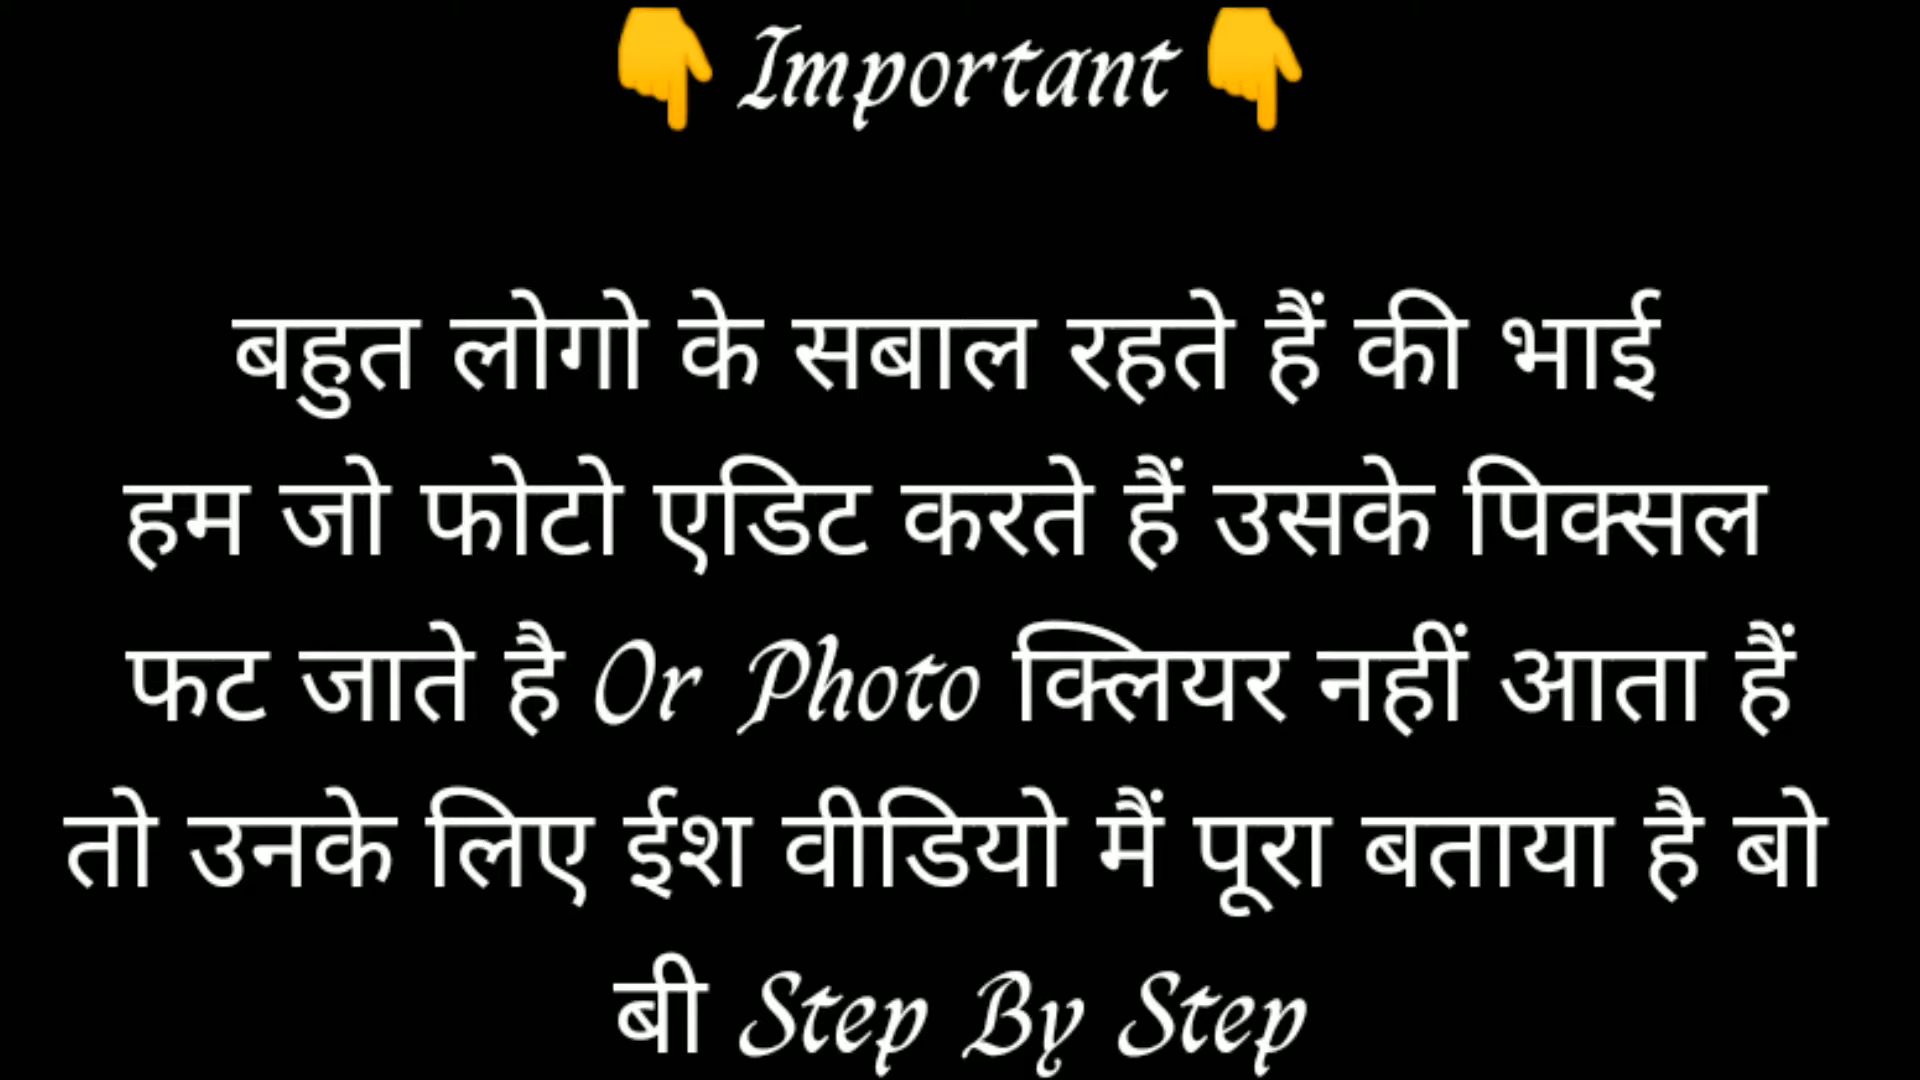 👇 Important 👇
बहुत लोगो के सबाल रहते हैं की भाई
हम जो फोटो एडिट करते हैं उसके पिक्सल
फट जाते है Or Photo क्लियर नहीं आता हैं
तो उनके लिए ईश वीडियो मैं पूरा बताया है बो
बी Step By Step